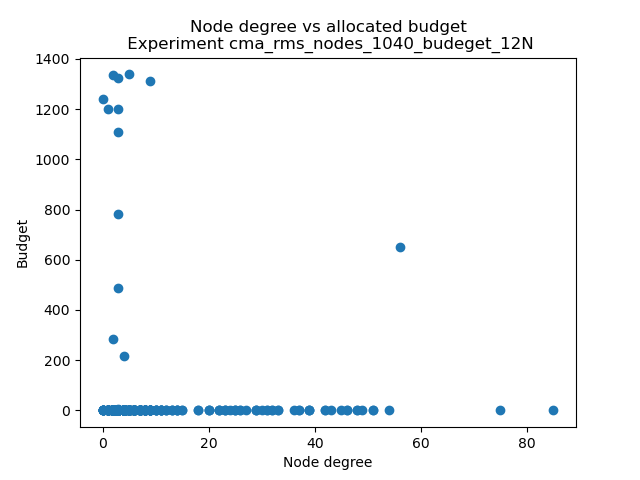 Node degree vs allocated budget
Experiment cma_rms_nodes_1040_budeget_12N
1400
1200
1000
800
600
400
200
0
Budget
0 20 40 60 80
Node degree